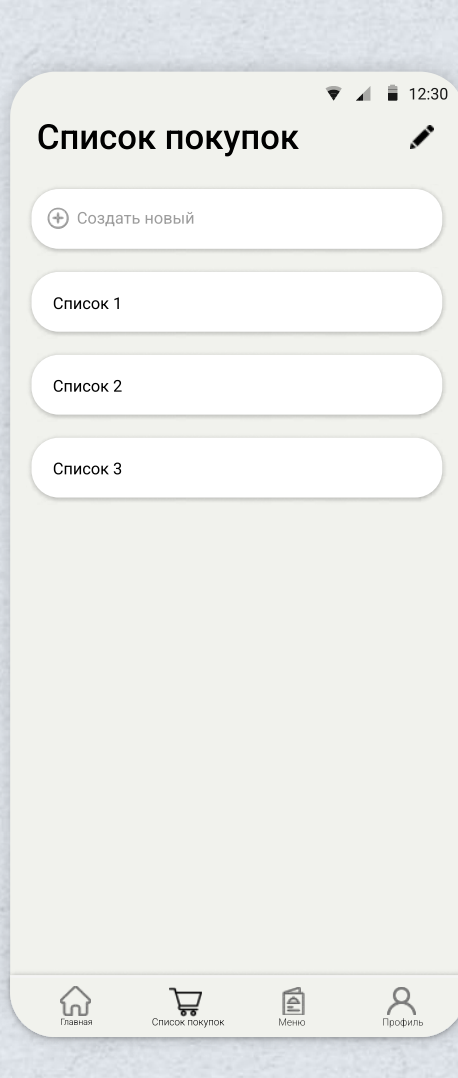 12:30
Список покупок
Создать новый
Список 1
Список 2
Список 3
Главная
Список покупок
Меню
Профиль